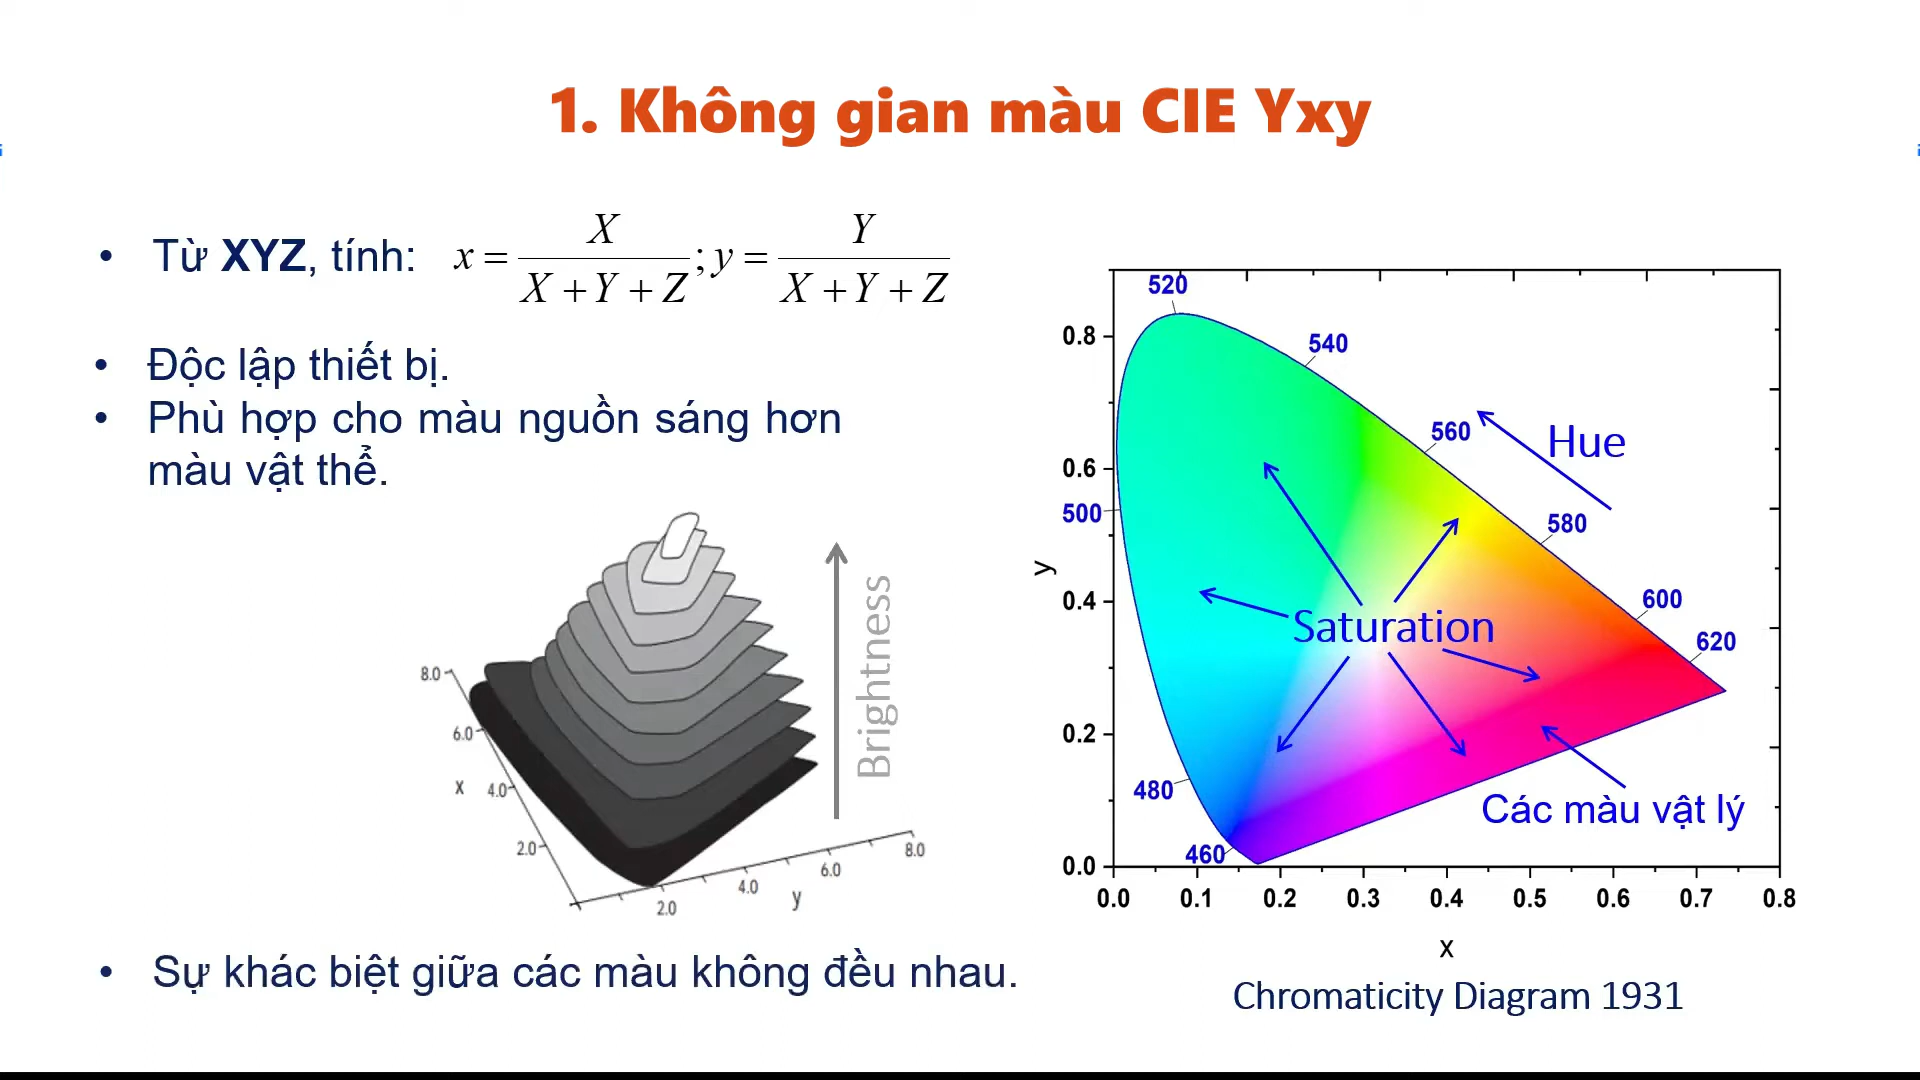 1. Không gian màu CIE Yxy
• Từ XYZ, tính: x = X / (X + Y + Z) ; y = Y / (X + Y + Z)
• Độc lập thiết bị.
• Phù hợp cho màu nguồn sáng hơn
màu vật thể.
Brightness
8.0
6.0
x 4.0
2.0
2.0 4.0 6.0 8.0
y
• Sự khác biệt giữa các màu không đều nhau.
520
540
560
Hue
500
580
600
620
Saturation
480
Các màu vật lý
460
y
0.8
0.6
0.4
0.2
0.0
0.0 0.1 0.2 0.3 0.4 0.5 0.6 0.7 0.8
x
Chromaticity Diagram 1931